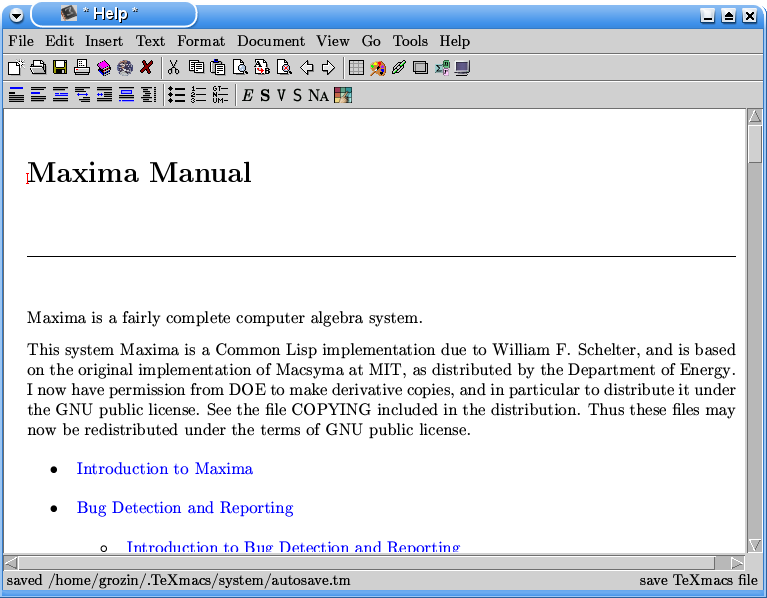 * Help *
File Edit Insert Text Format Document View Go Tools Help
E S V S NA
Maxima Manual
Maxima is a fairly complete computer algebra system.
This system Maxima is a Common Lisp implementation due to William F. Schelter, and is based
on the original implementation of Macsyma at MIT, as distributed by the Department of Energy.
I now have permission from DOE to make derivative copies, and in particular to distribute it under
the GNU public license. See the file COPYING included in the distribution. Thus these files may
now be redistributed under the terms of GNU public license.
● Introduction to Maxima
● Bug Detection and Reporting
○ Introduction to Bug Detection and Reporting
saved /home/grozin/.TeXmacs/system/autosave.tm save TeXmacs file